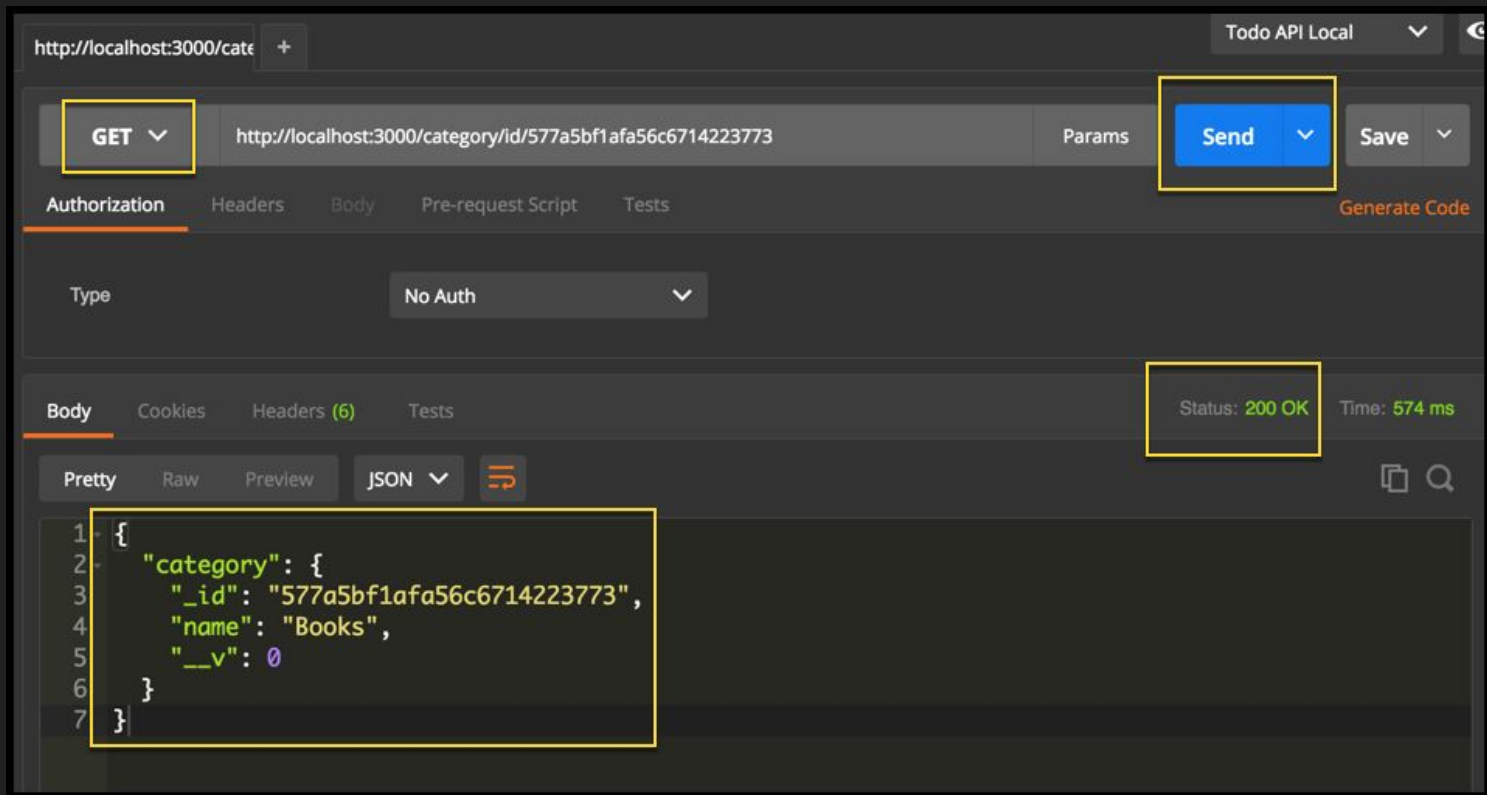 http://localhost:3000/cate +
Todo API Local
GET http://localhost:3000/category/id/577a5bf1afa56c6714223773 Params Send Save
Authorization Headers Body Pre-request Script Tests Generate Code
Type No Auth
Body Cookies Headers (6) Tests Status: 200 OK Time: 574 ms
Pretty Raw Preview JSON
1 {
2 "category": {
3 "_id": "577a5bf1afa56c6714223773",
4 "name": "Books",
5 "__v": 0
6 }
7 }